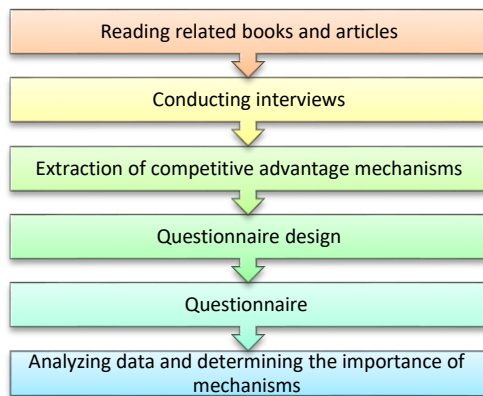 Reading related books and articles
Conducting interviews
Extraction of competitive advantage mechanisms
Questionnaire design
Questionnaire
Analyzing data and determining the importance of
mechanisms